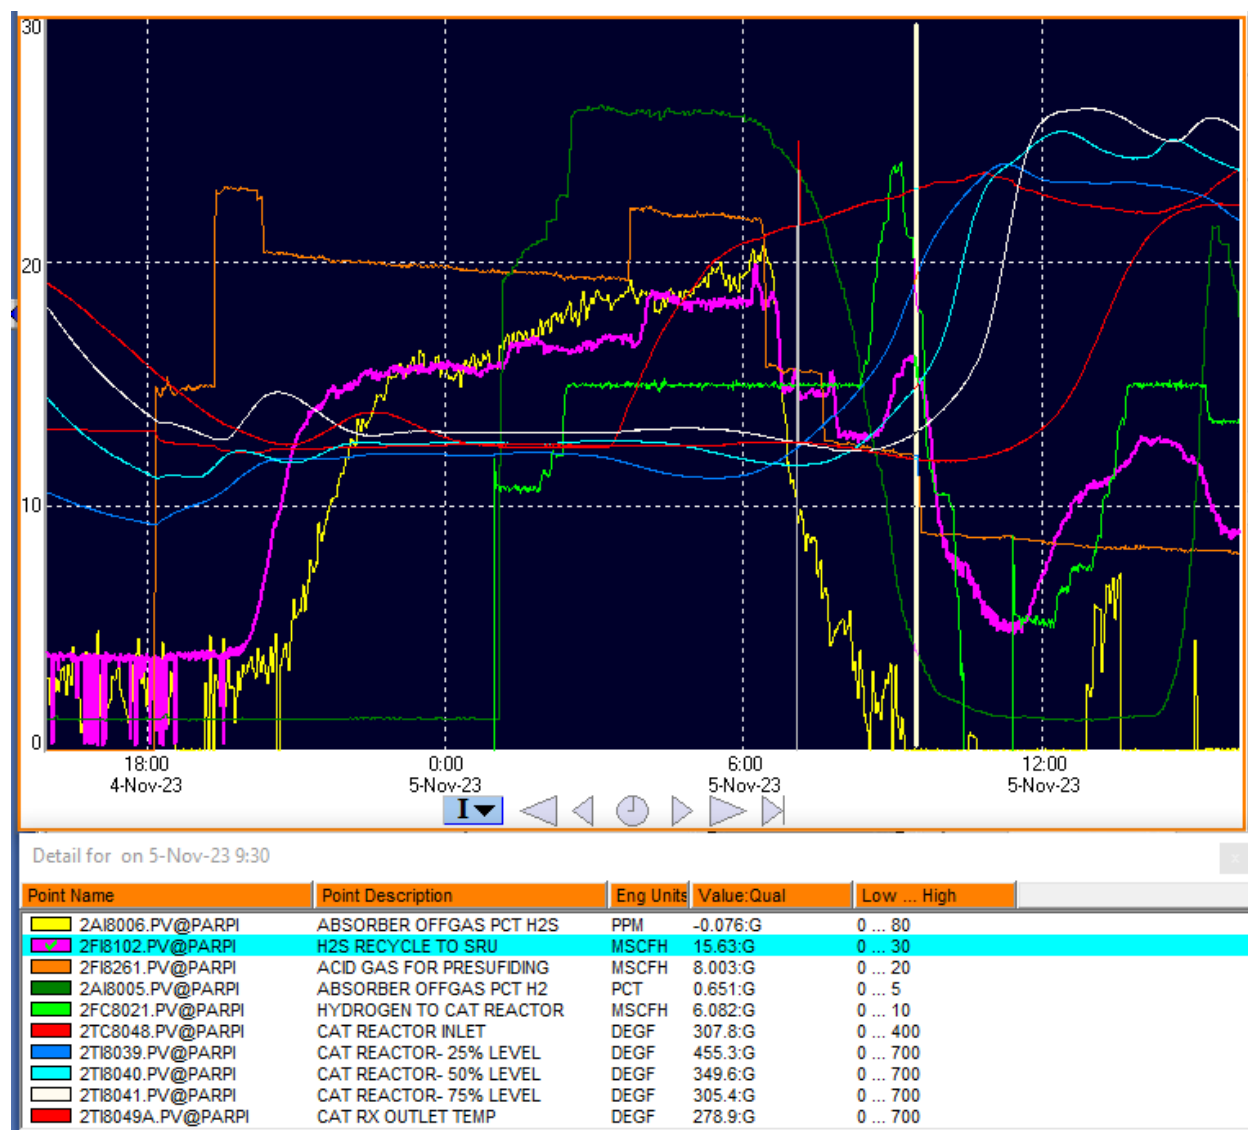 30
20
10
0
18:00 0:00 6:00 12:00
4-Nov-23 5-Nov-23 5-Nov-23 5-Nov-23
I
Detail for on 5-Nov-23 9:30 x
Point Name Point Description Eng Units Value:Qual Low ... High
2AI8006.PV@PARPI ABSORBER OFFGAS PCT H2S PPM -0.076:G 0 ... 80
2FI8102.PV@PARPI H2S RECYCLE TO SRU MSCFH 15.63:G 0 ... 30
2FI8261.PV@PARPI ACID GAS FOR PRESUFIDING MSCFH 8.003:G 0 ... 20
2AI8005.PV@PARPI ABSORBER OFFGAS PCT H2 PCT 0.651:G 0 ... 5
2FC8021.PV@PARPI HYDROGEN TO CAT REACTOR MSCFH 6.082:G 0 ... 10
2TC8048.PV@PARPI CAT REACTOR INLET DEGF 307.8:G 0 ... 400
2TI8039.PV@PARPI CAT REACTOR- 25% LEVEL DEGF 455.3:G 0 ... 700
2TI8040.PV@PARPI CAT REACTOR- 50% LEVEL DEGF 349.6:G 0 ... 700
2TI8041.PV@PARPI CAT REACTOR- 75% LEVEL DEGF 305.4:G 0 ... 700
2TI8049A.PV@PARPI CAT RX OUTLET TEMP DEGF 278.9:G 0 ... 700